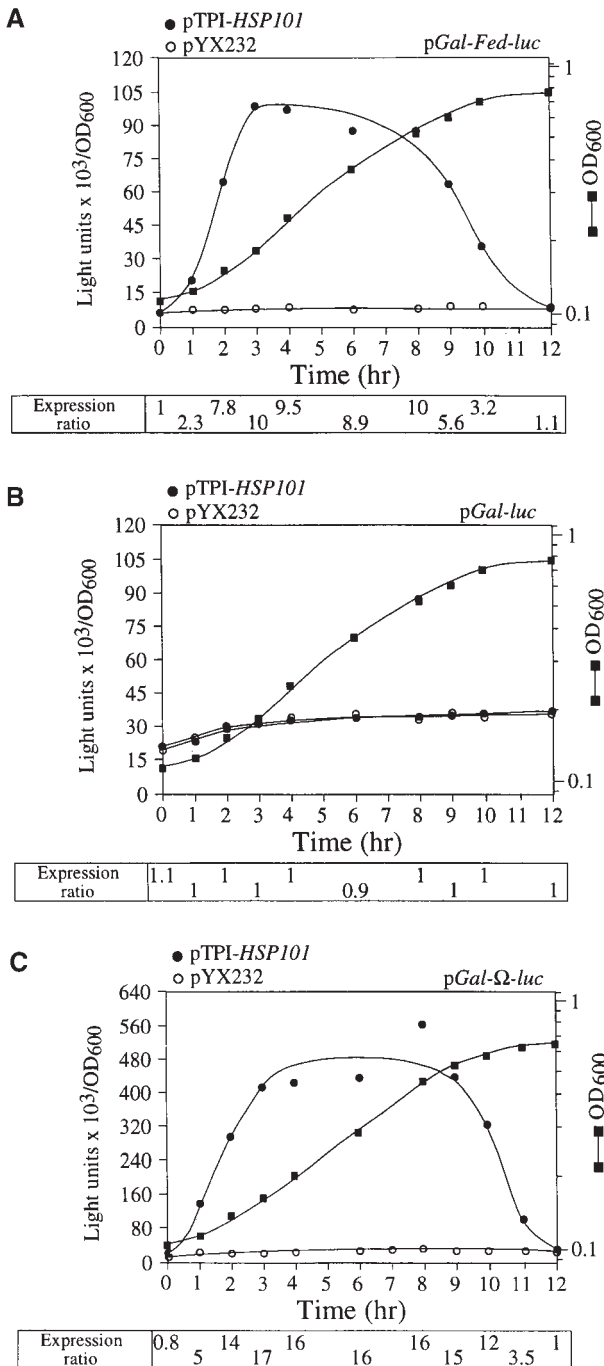 A
● pTPI-HSP101
○ pYX232
pGal-Fed-luc
Light units x 10³/OD₆₀₀
120
105
90
75
60
45
30
15
0
1
0.1
OD₆₀₀
0 1 2 3 4 5 6 7 8 9 10 11 12
Time (hr)
Expression ratio
1 2.3 7.8 10 9.5 8.9 10 5.6 3.2 1.1
B
● pTPI-HSP101
○ pYX232
pGal-luc
Light units x 10³/OD₆₀₀
120
105
90
75
60
45
30
15
0
1
0.1
OD₆₀₀
0 1 2 3 4 5 6 7 8 9 10 11 12
Time (hr)
Expression ratio
1.1 1 1 1 1 0.9 1 1 1 1
C
● pTPI-HSP101
○ pYX232
pGal-Ω-luc
Light units x 10³/OD₆₀₀
640
560
480
400
320
240
160
80
0
1
0.1
OD₆₀₀
0 1 2 3 4 5 6 7 8 9 10 11 12
Time (hr)
Expression ratio
0.8 5 14 17 16 16 16 15 12 3.5 1